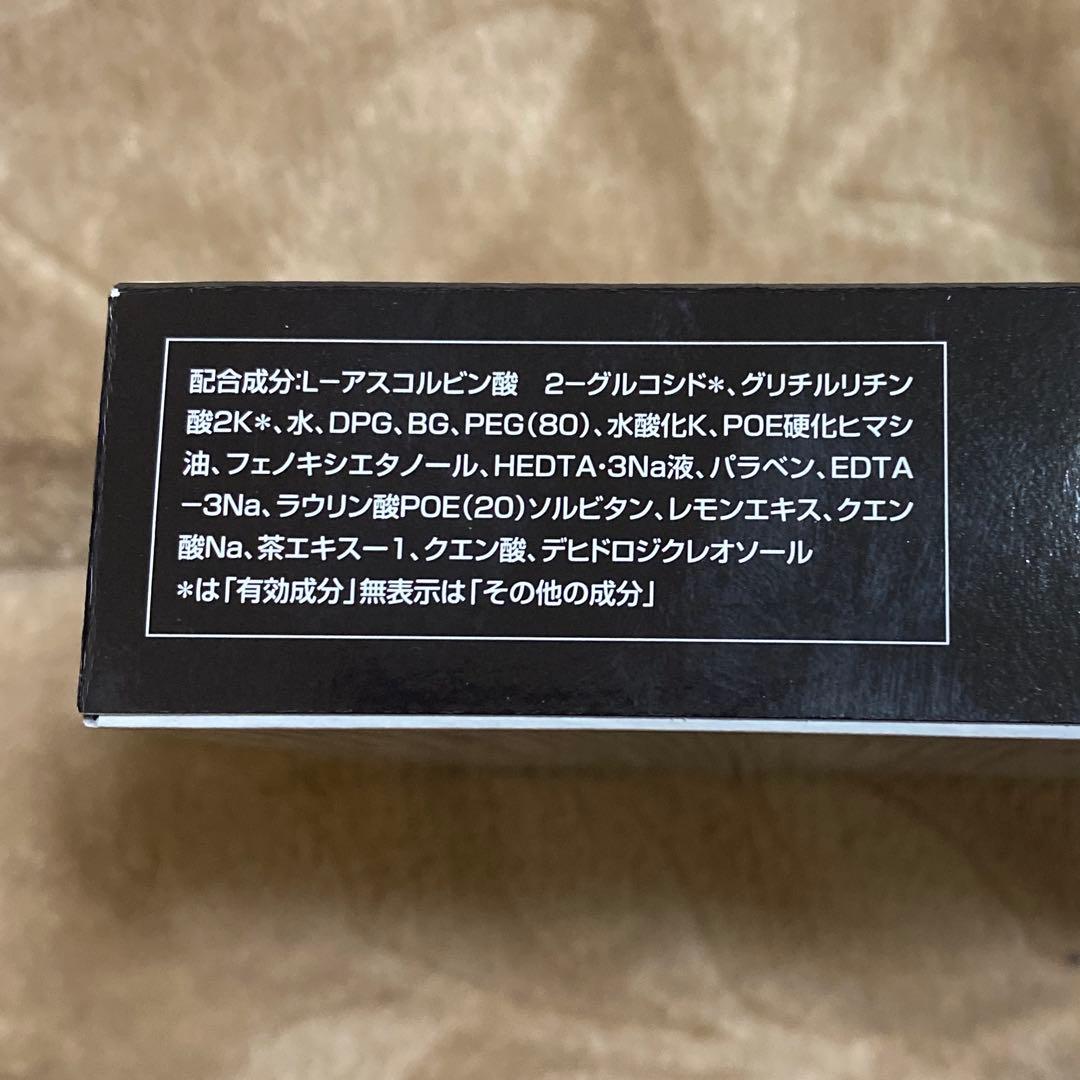 配合成分:L−アスコルビン酸　2−グルコシド*、グリチルリチン
酸2K*、水、DPG、BG、PEG(80)、水酸化K、POE硬化ヒマシ
油、フェノキシエタノール、HEDTA・3Na液、パラベン、EDTA
−3Na、ラウリン酸POE(20)ソルビタン、レモンエキス、クエン
酸Na、茶エキス−1、クエン酸、デヒドロジクレオソール
*は「有効成分」無表示は「その他の成分」